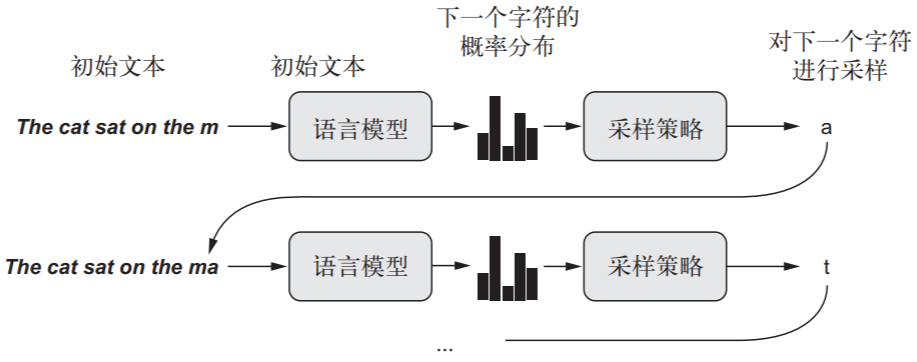 初始文本
初始文本
下一个字符的
概率分布
对下一个字符
进行采样
The cat sat on the m
语言模型
采样策略
a
The cat sat on the ma
语言模型
采样策略
t
...